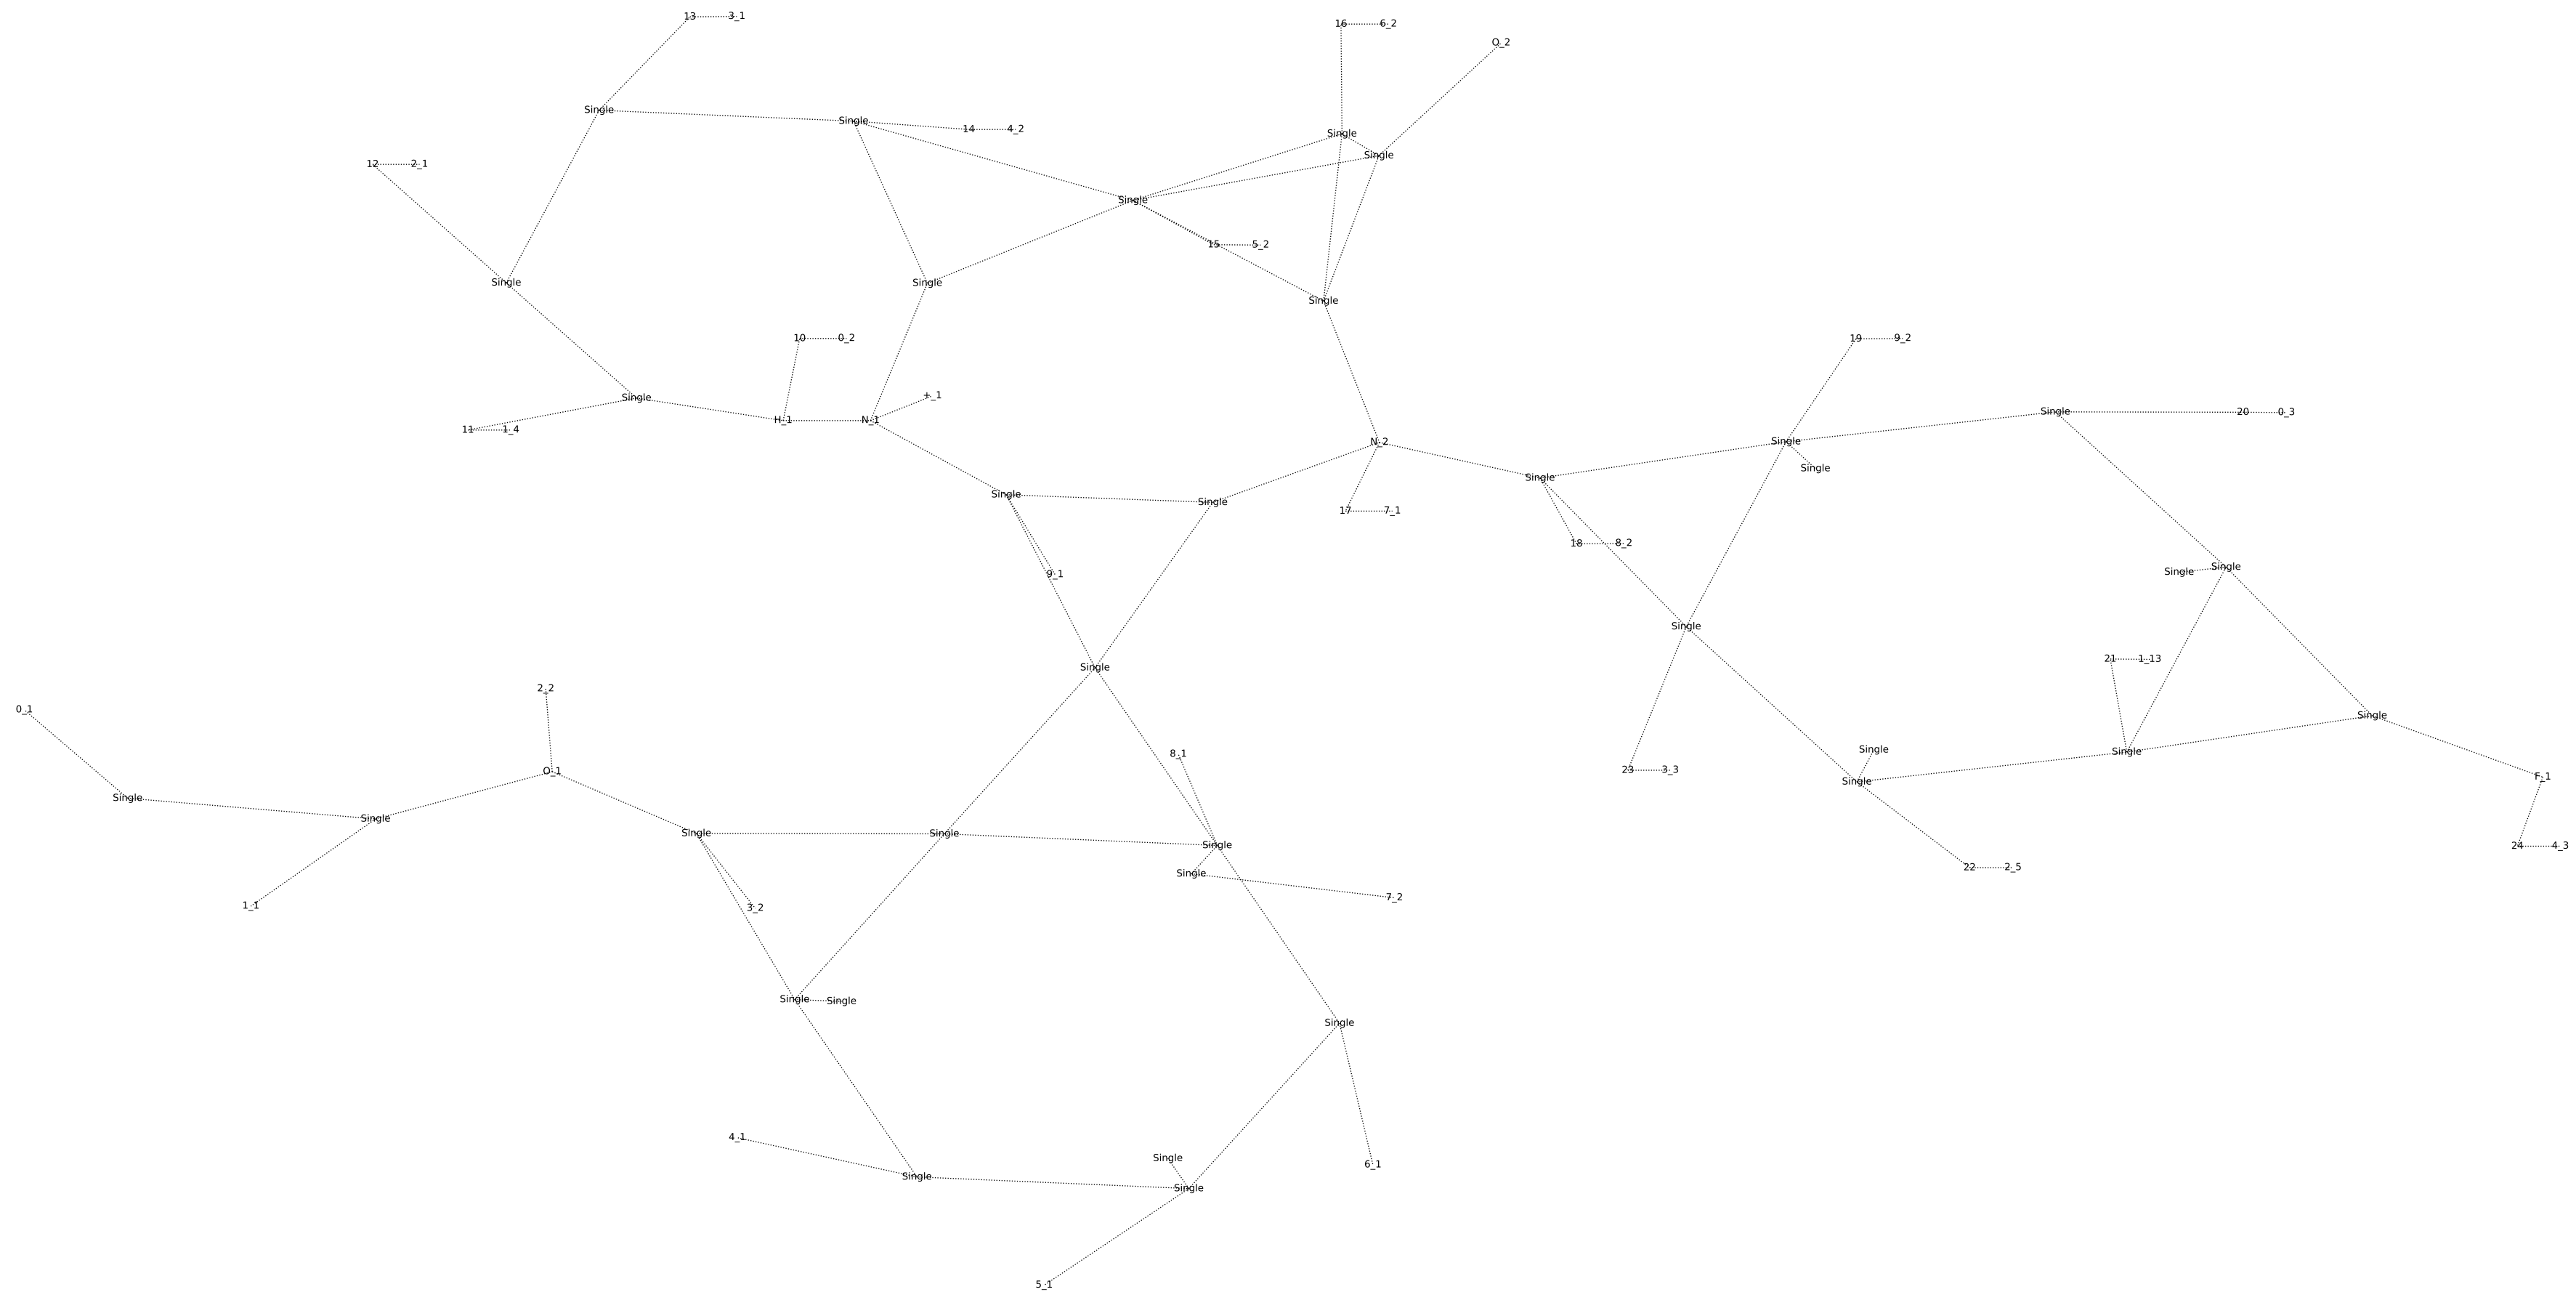 13 3_1
16 6_2
O_2
Single
Single
14 4_2
Single
Single
12 2_1
Single
15 5_2
Single
Single
Single
10 0_2
19 9_2
+_1
Single
11 1_4
H_1
N_1
N_2
Single
Single
20 0_3
Single
Single
Single
Single
17 7_1
18 8_2
9_1
Single
Single
Single
21 1_13
Single
2_2
0_1
Single
8_1
Single
Single
O_1
23 3_3
F_1
Single
Single
Single
Single
Single
24 4_3
Single
22 2_5
Single
7_2
1_1
3_2
Single
Single
Single
4_1
Single
6_1
Single
Single
5_1